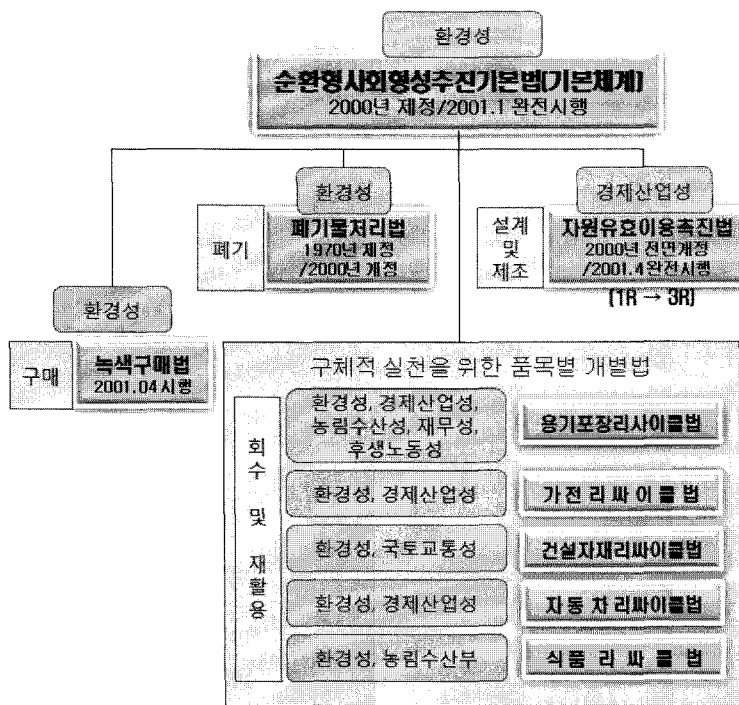 환경성
순환형사회형성추진기본법(기본체계)
2000년 제정/2001.1 완전시행
환경성
폐기
폐기물처리법
1970년 제정
/2000년 개정
경제산업성
설계
및
제조
자원유효이용촉진법
2000년 전면개정
/2001.4완전시행
(1R → 3R)
환경성
구매
녹색구매법
2001.04 시행
구체적 실천을 위한 품목별 개별법
회수 및 재활용
환경성, 경제산업성,
농림수산성, 재무성,
후생노동성
용기포장리사이클법
환경성, 경제산업성
가전리싸이클법
환경성, 국토교통성
건설자재리싸이클법
환경성, 경제산업성
자동차리싸이클법
환경성, 농림수산부
식품리싸클법